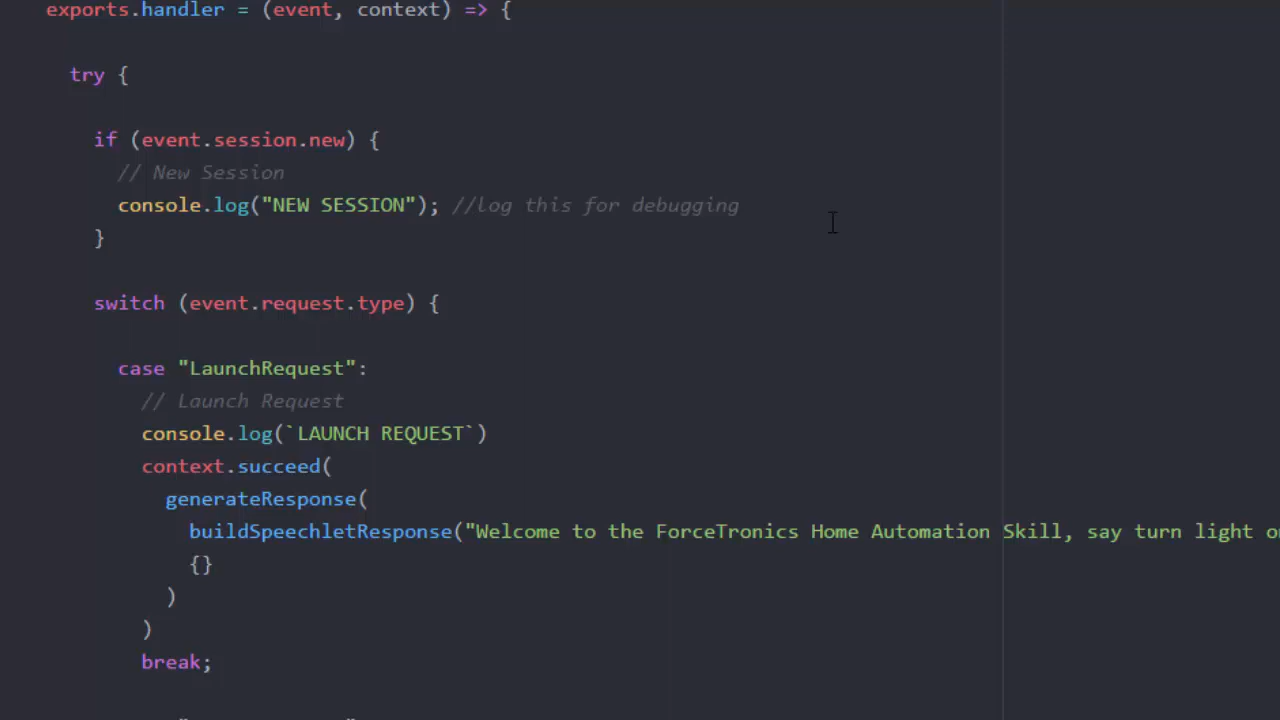 exports.handler = (event, context) => {
try {
if (event.session.new) {
// New Session
console.log("NEW SESSION"); //log this for debugging
}
switch (event.request.type) {
case "LaunchRequest":
// Launch Request
console.log(`LAUNCH REQUEST`)
context.succeed(
generateResponse(
buildSpeechletResponse("Welcome to the ForceTronics Home Automation Skill, say turn light o
{}
)
)
break;